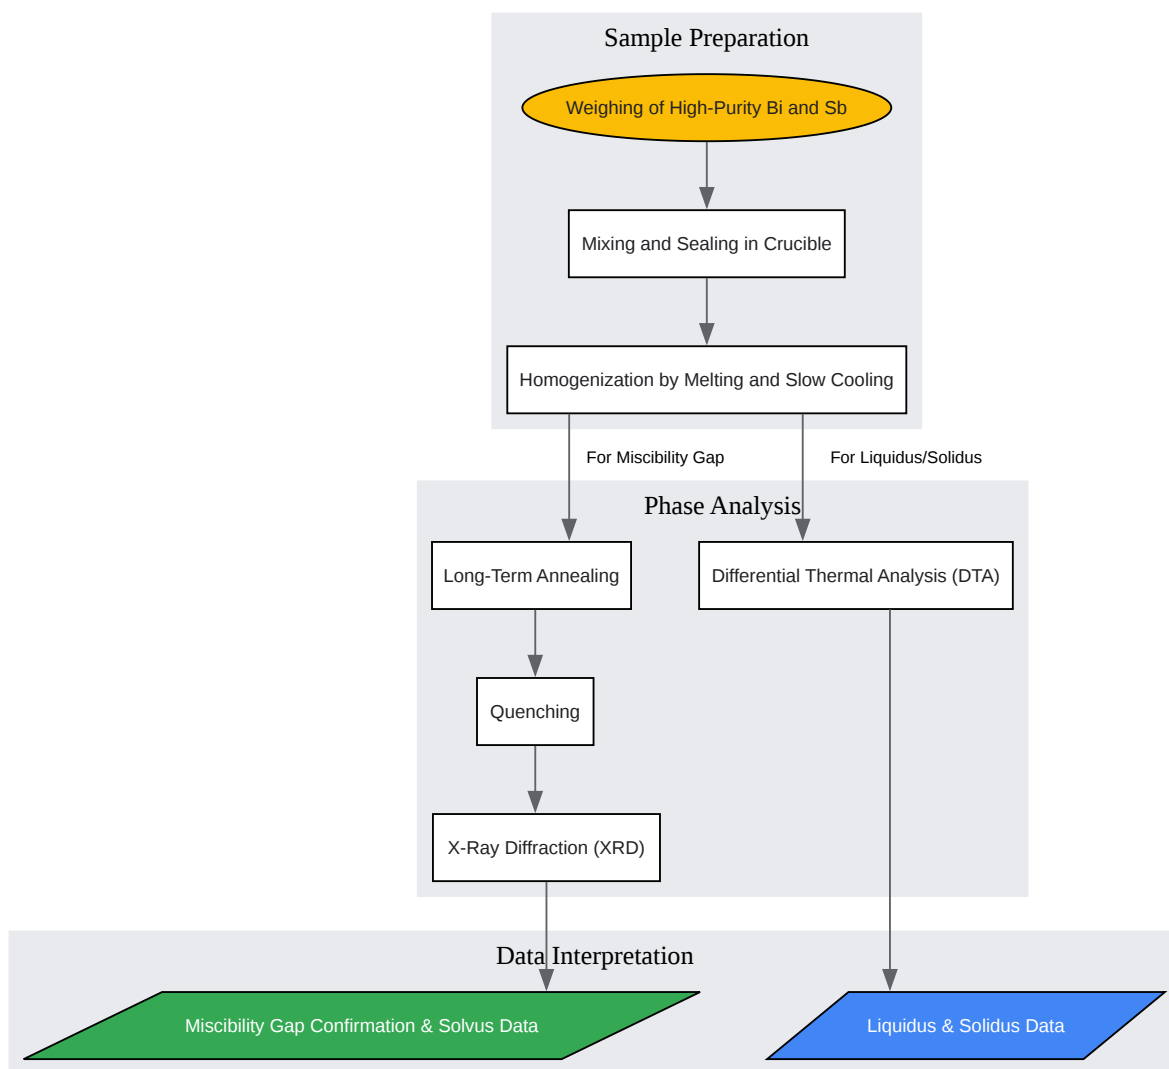 Sample Preparation
Weighing of High-Purity Bi and Sb
Mixing and Sealing in Crucible
Homogenization by Melting and Slow Cooling
For Miscibility Gap
For Liquidus/Solidus
Phase Analysis
Long-Term Annealing
Differential Thermal Analysis (DTA)
Quenching
X-Ray Diffraction (XRD)
Data Interpretation
Miscibility Gap Confirmation & Solvus Data
Liquidus & Solidus Data